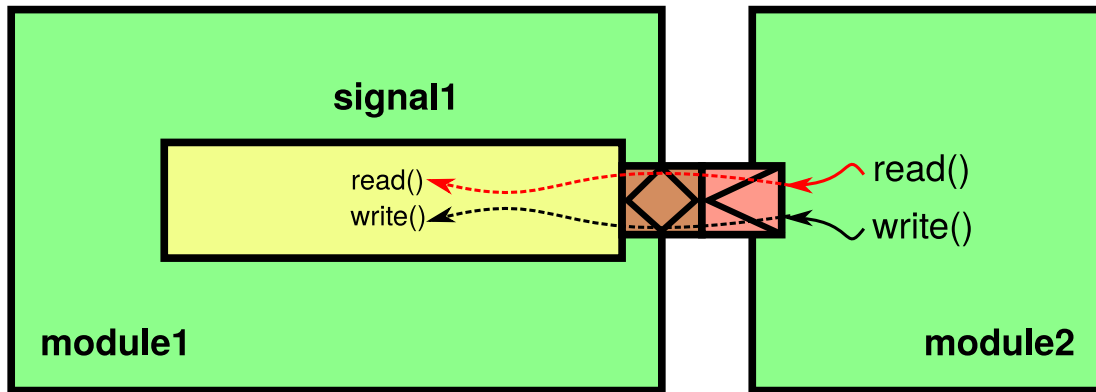 signal1
read()
write()
read()
write()
module1
module2